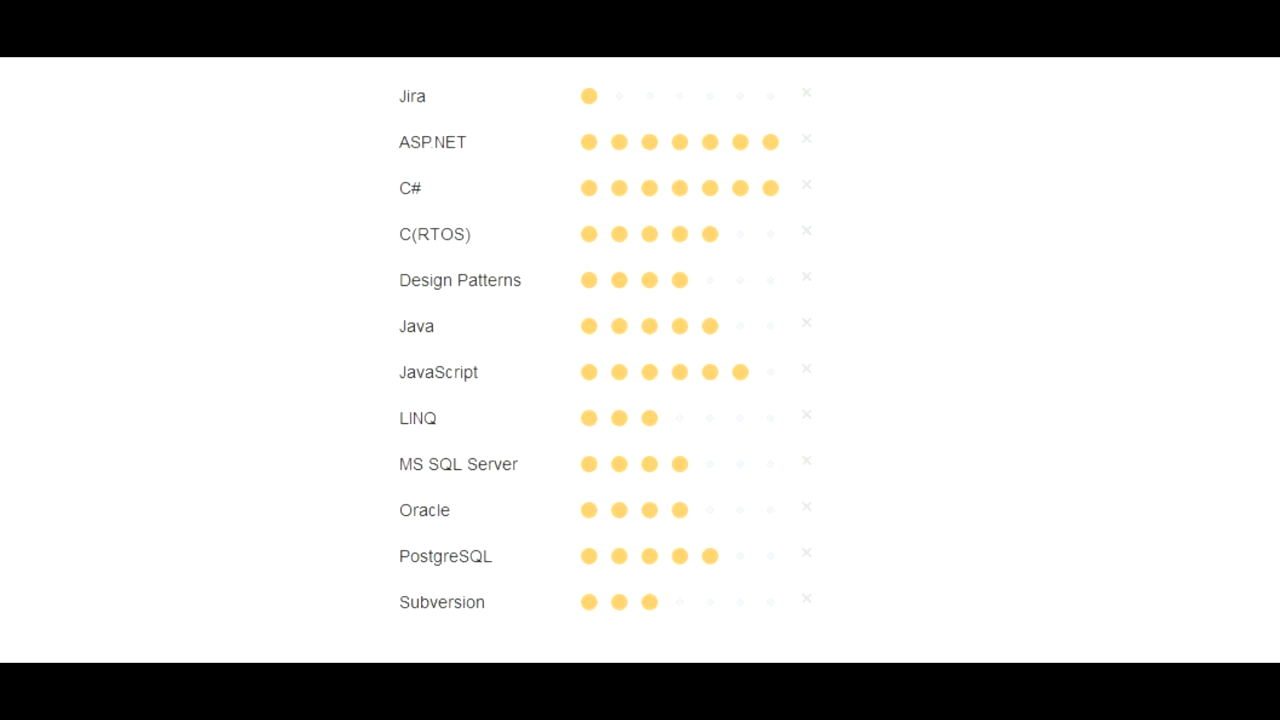 Jira
ASP.NET
C#
C(RTOS)
Design Patterns
Java
JavaScript
LINQ
MS SQL Server
Oracle
PostgreSQL
Subversion